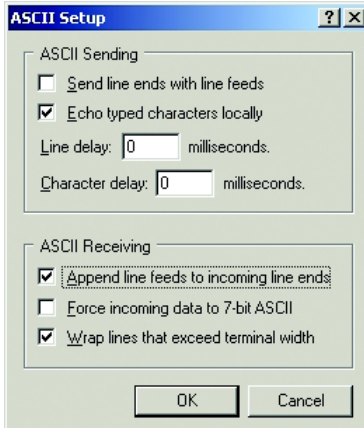 ASCII Setup
ASCII Sending
Send line ends with line feeds
Echo typed characters locally
Line delay: 0 milliseconds.
Character delay: 0 milliseconds.
ASCII Receiving
Append line feeds to incoming line ends
Force incoming data to 7-bit ASCII
Wrap lines that exceed terminal width
OK Cancel